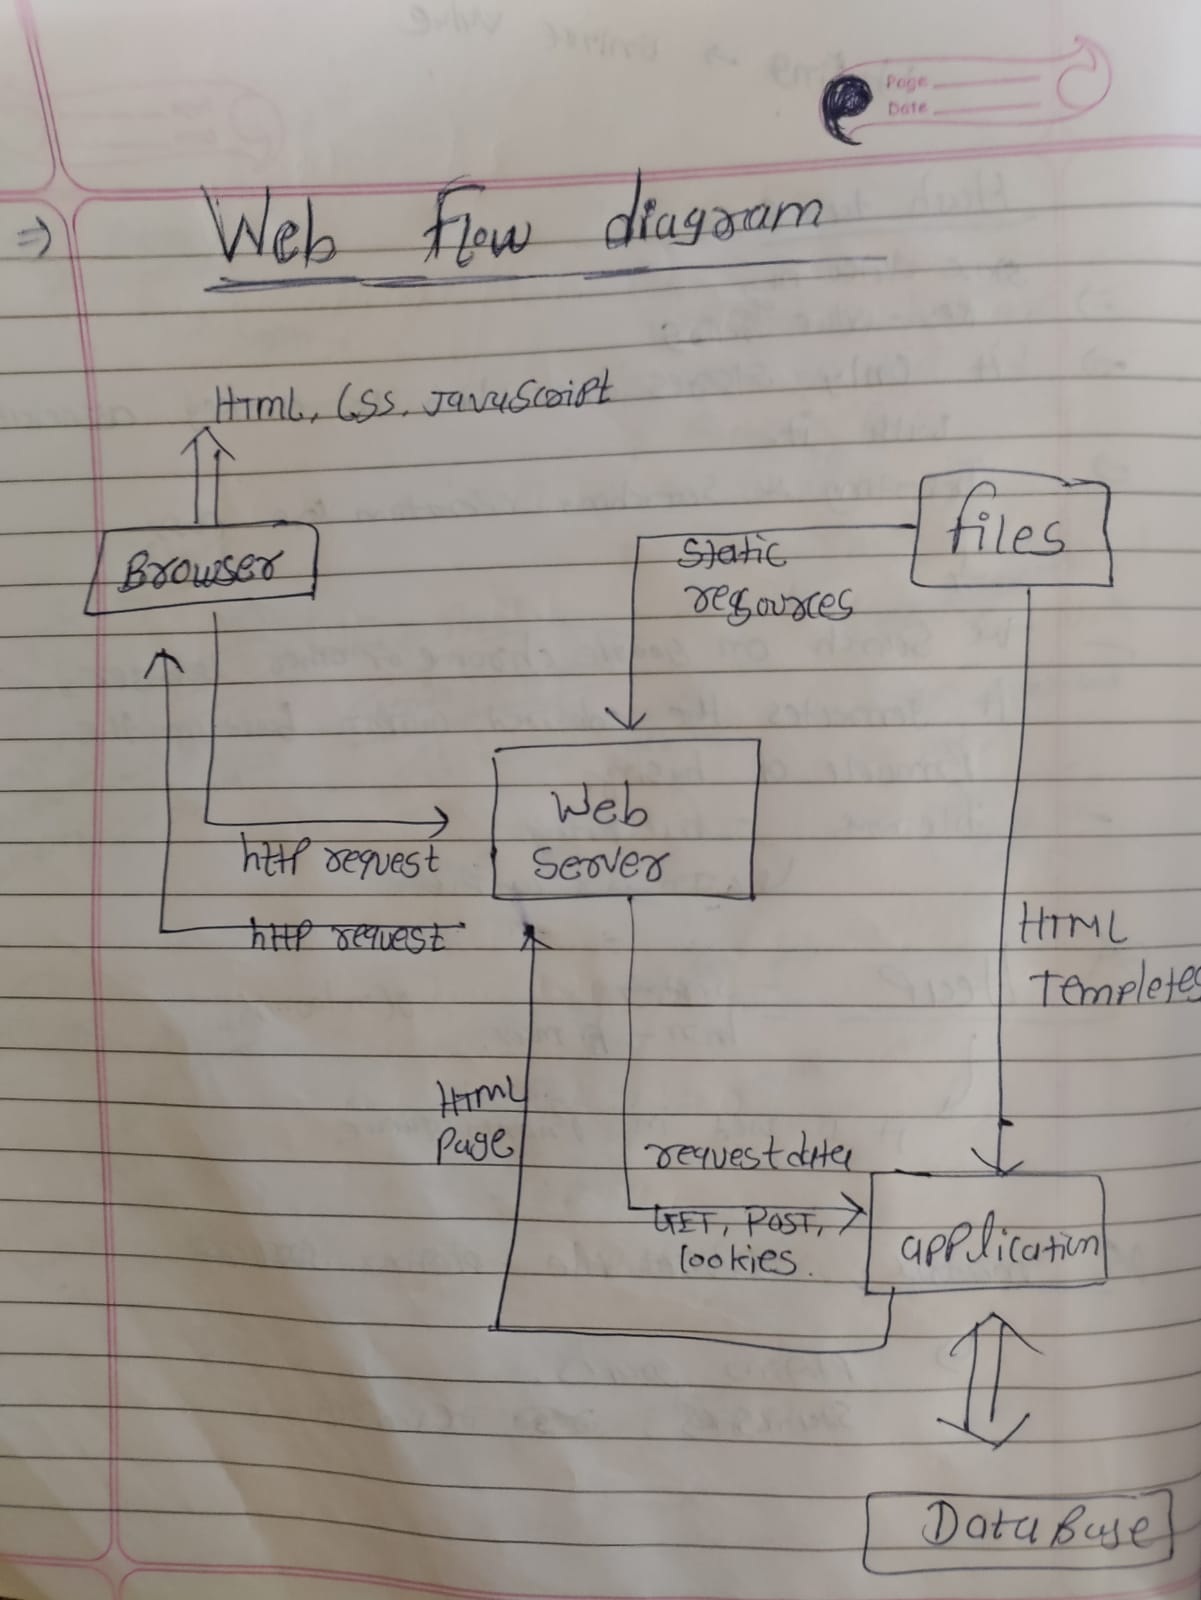 Page
Date
⇒ Web flow diagram
Html, CSS, JavaScript
files
Browser
Static
resources
Web
Server
http request
http request
HTML
Templetes
HTML
Page
request data
GET, POST,
Cookies.
application
DataBase